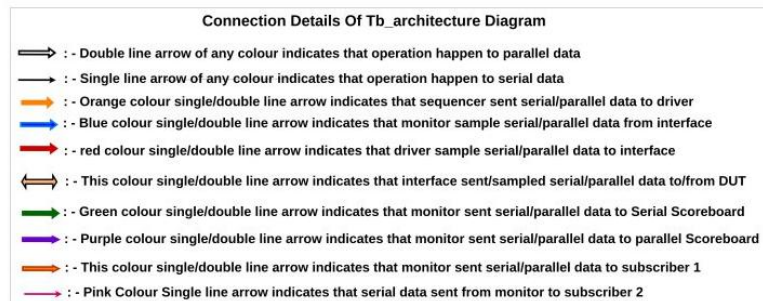 Connection Details Of Tb_architecture Diagram
: - Double line arrow of any colour indicates that operation happen to parallel data
: - Single line arrow of any colour indicates that operation happen to serial data
: - Orange colour single/double line arrow indicates that sequencer sent serial/parallel data to driver
: - Blue colour single/double line arrow indicates that monitor sample serial/parallel data from interface
: - red colour single/double line arrow indicates that driver sample serial/parallel data to interface
: - This colour single/double line arrow indicates that interface sent/sampled serial/parallel data to/from DUT
: - Green colour single/double line arrow indicates that monitor sent serial/parallel data to Serial Scoreboard
: - Purple colour single/double line arrow indicates that monitor sent serial/parallel data to parallel Scoreboard
: - This colour single/double line arrow indicates that monitor sent serial/parallel data to subscriber 1
: - Pink Colour Single line arrow indicates that serial data sent from monitor to subscriber 2